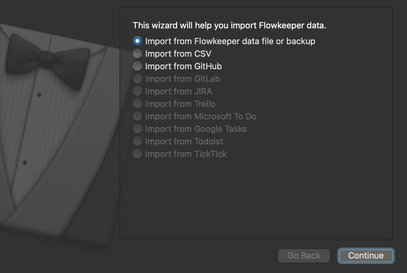 This wizard will help you import Flowkeeper data.
Import from Flowkeeper data file or backup
Import from CSV
Import from GitHub
Import from GitLab
Import from JIRA
Import from Trello
Import from Microsoft To Do
Import from Google Tasks
Import from Todoist
Import from TickTick
Go Back
Continue